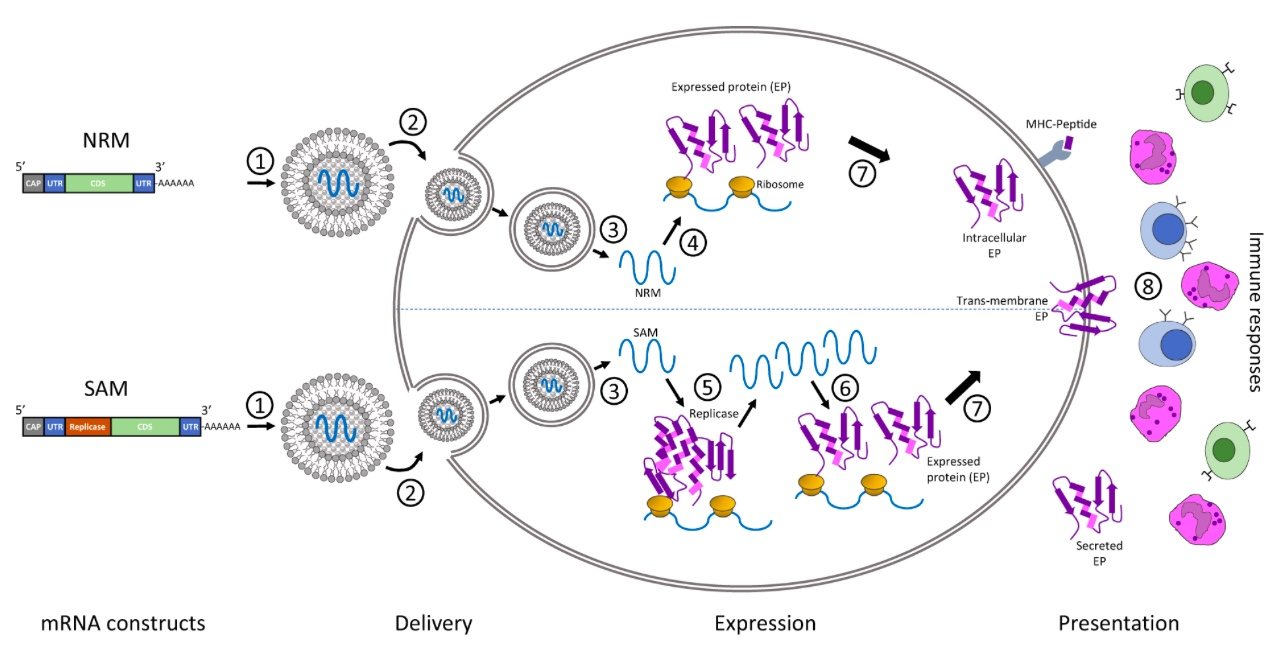 NRM
5’ 3’
CAP UTR CDS UTR -AAAAAA
1
2
3
NRM
4
Expressed protein (EP)
Ribosome
7
MHC-Peptide
Intracellular
EP
Trans-membrane
EP
8
Immune responses
SAM
5’ 3’
CAP UTR Replicase CDS UTR -AAAAAA
1
2
3
SAM
5
Replicase
6
Expressed
protein (EP)
7
Secreted
EP
mRNA constructs Delivery Expression Presentation